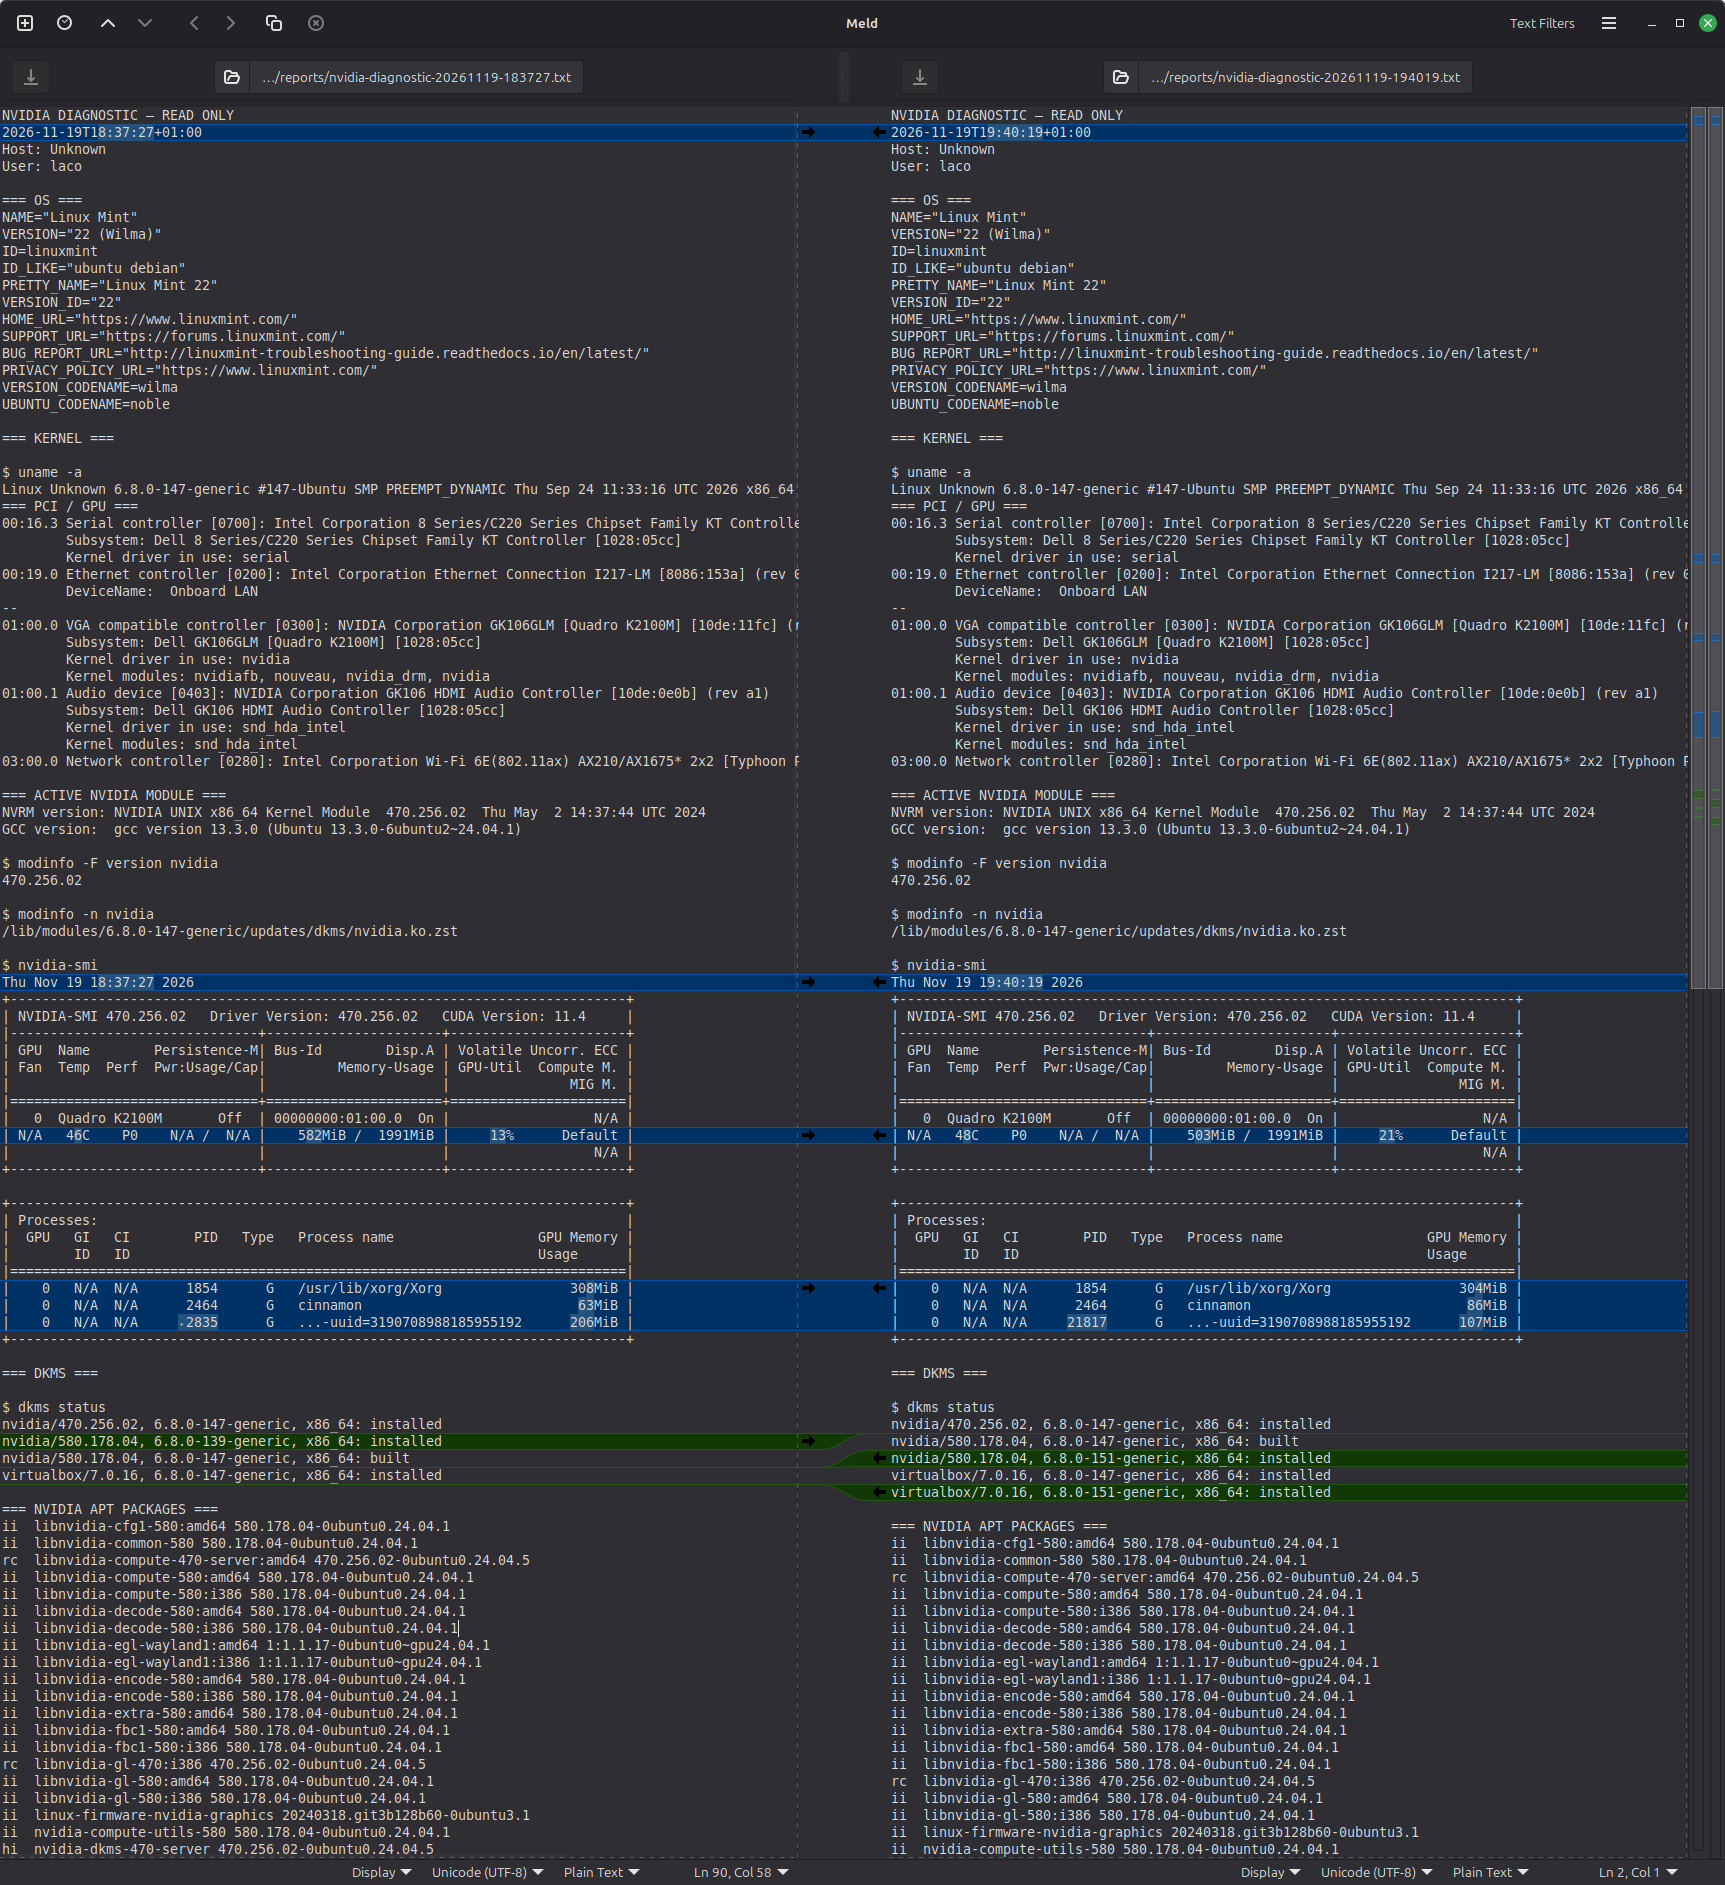 Meld
Text Filters
.../reports/nvidia-diagnostic-20261119-183727.txt
NVIDIA DIAGNOSTIC — READ ONLY
2026-11-19T18:37:27+01:00
Host: Unknown
User: laco
=== OS ===
NAME="Linux Mint"
VERSION="22 (Wilma)"
ID=linuxmint
ID_LIKE="ubuntu debian"
PRETTY_NAME="Linux Mint 22"
VERSION_ID="22"
HOME_URL="https://www.linuxmint.com/"
SUPPORT_URL="https://forums.linuxmint.com/"
BUG_REPORT_URL="http://linuxmint-troubleshooting-guide.readthedocs.io/en/latest/"
PRIVACY_POLICY_URL="https://www.linuxmint.com/"
VERSION_CODENAME=wilma
UBUNTU_CODENAME=noble
=== KERNEL ===
$ uname -a
Linux Unknown 6.8.0-147-generic #147-Ubuntu SMP PREEMPT_DYNAMIC Thu Sep 24 11:33:16 UTC 2026 x86_64
=== PCI / GPU ===
00:16.3 Serial controller [0700]: Intel Corporation 8 Series/C220 Series Chipset Family KT Controlle
Subsystem: Dell 8 Series/C220 Series Chipset Family KT Controller [1028:05cc]
Kernel driver in use: serial
00:19.0 Ethernet controller [0200]: Intel Corporation Ethernet Connection I217-LM [8086:153a] (rev
DeviceName:  Onboard LAN
--
01:00.0 VGA compatible controller [0300]: NVIDIA Corporation GK106GLM [Quadro K2100M] [10de:11fc] (r
Subsystem: Dell GK106GLM [Quadro K2100M] [1028:05cc]
Kernel driver in use: nvidia
Kernel modules: nvidiafb, nouveau, nvidia_drm, nvidia
01:00.1 Audio device [0403]: NVIDIA Corporation GK106 HDMI Audio Controller [10de:0e0b] (rev a1)
Subsystem: Dell GK106 HDMI Audio Controller [1028:05cc]
Kernel driver in use: snd_hda_intel
Kernel modules: snd_hda_intel
03:00.0 Network controller [0280]: Intel Corporation Wi-Fi 6E(802.11ax) AX210/AX1675* 2x2 [Typhoon
=== ACTIVE NVIDIA MODULE ===
NVRM version: NVIDIA UNIX x86_64 Kernel Module  470.256.02  Thu May  2 14:37:44 UTC 2024
GCC version:  gcc version 13.3.0 (Ubuntu 13.3.0-6ubuntu2~24.04.1)
$ modinfo -F version nvidia
470.256.02
$ modinfo -n nvidia
/lib/modules/6.8.0-147-generic/updates/dkms/nvidia.ko.zst
$ nvidia-smi
Thu Nov 19 18:37:27 2026
+-----------------------------------------------------------------------------+
| NVIDIA-SMI 470.256.02   Driver Version: 470.256.02   CUDA Version: 11.4     |
|-------------------------------+----------------------+----------------------+
| GPU  Name        Persistence-M| Bus-Id        Disp.A | Volatile Uncorr. ECC |
| Fan  Temp  Perf  Pwr:Usage/Cap|         Memory-Usage | GPU-Util  Compute M. |
|                               |                      |               MIG M. |
|===============================+======================+======================|
|   0  Quadro K2100M       Off  | 00000000:01:00.0  On |                  N/A |
| N/A   46C    P0    N/A /  N/A |    582MiB /  1991MiB |     13%      Default |
|                               |                      |                  N/A |
+-------------------------------+----------------------+----------------------+
+-----------------------------------------------------------------------------+
| Processes:                                                                  |
|  GPU   GI   CI        PID   Type   Process name                  GPU Memory |
|        ID   ID                                                   Usage      |
|=============================================================================|
|    0   N/A  N/A      1854      G   /usr/lib/xorg/Xorg                308MiB |
|    0   N/A  N/A      2464      G   cinnamon                           63MiB |
|    0   N/A  N/A     .2835      G   ...-uuid=3190708988185955192      206MiB |
+-----------------------------------------------------------------------------+
=== DKMS ===
$ dkms status
nvidia/470.256.02, 6.8.0-147-generic, x86_64: installed
nvidia/580.178.04, 6.8.0-139-generic, x86_64: installed
nvidia/580.178.04, 6.8.0-147-generic, x86_64: built
virtualbox/7.0.16, 6.8.0-147-generic, x86_64: installed
=== NVIDIA APT PACKAGES ===
ii  libnvidia-cfg1-580:amd64 580.178.04-0ubuntu0.24.04.1
ii  libnvidia-common-580 580.178.04-0ubuntu0.24.04.1
rc  libnvidia-compute-470-server:amd64 470.256.02-0ubuntu0.24.04.5
ii  libnvidia-compute-580:amd64 580.178.04-0ubuntu0.24.04.1
ii  libnvidia-compute-580:i386 580.178.04-0ubuntu0.24.04.1
ii  libnvidia-decode-580:amd64 580.178.04-0ubuntu0.24.04.1
ii  libnvidia-decode-580:i386 580.178.04-0ubuntu0.24.04.1
ii  libnvidia-egl-wayland1:amd64 1:1.1.17-0ubuntu0~gpu24.04.1
ii  libnvidia-egl-wayland1:i386 1:1.1.17-0ubuntu0~gpu24.04.1
ii  libnvidia-encode-580:amd64 580.178.04-0ubuntu0.24.04.1
ii  libnvidia-encode-580:i386 580.178.04-0ubuntu0.24.04.1
ii  libnvidia-extra-580:amd64 580.178.04-0ubuntu0.24.04.1
ii  libnvidia-fbc1-580:amd64 580.178.04-0ubuntu0.24.04.1
ii  libnvidia-fbc1-580:i386 580.178.04-0ubuntu0.24.04.1
rc  libnvidia-gl-470:i386 470.256.02-0ubuntu0.24.04.5
ii  libnvidia-gl-580:amd64 580.178.04-0ubuntu0.24.04.1
ii  libnvidia-gl-580:i386 580.178.04-0ubuntu0.24.04.1
ii  linux-firmware-nvidia-graphics 20240318.git3b128b60-0ubuntu3.1
ii  nvidia-compute-utils-580 580.178.04-0ubuntu0.24.04.1
hi  nvidia-dkms-470-server 470.256.02-0ubuntu0.24.04.5
Display
Unicode (UTF-8)
Plain Text
Ln 90, Col 58
.../reports/nvidia-diagnostic-20261119-194019.txt
NVIDIA DIAGNOSTIC — READ ONLY
2026-11-19T19:40:19+01:00
Host: Unknown
User: laco
=== OS ===
NAME="Linux Mint"
VERSION="22 (Wilma)"
ID=linuxmint
ID_LIKE="ubuntu debian"
PRETTY_NAME="Linux Mint 22"
VERSION_ID="22"
HOME_URL="https://www.linuxmint.com/"
SUPPORT_URL="https://forums.linuxmint.com/"
BUG_REPORT_URL="http://linuxmint-troubleshooting-guide.readthedocs.io/en/latest/"
PRIVACY_POLICY_URL="https://www.linuxmint.com/"
VERSION_CODENAME=wilma
UBUNTU_CODENAME=noble
=== KERNEL ===
$ uname -a
Linux Unknown 6.8.0-147-generic #147-Ubuntu SMP PREEMPT_DYNAMIC Thu Sep 24 11:33:16 UTC 2026 x86_64
=== PCI / GPU ===
00:16.3 Serial controller [0700]: Intel Corporation 8 Series/C220 Series Chipset Family KT Controlle
Subsystem: Dell 8 Series/C220 Series Chipset Family KT Controller [1028:05cc]
Kernel driver in use: serial
00:19.0 Ethernet controller [0200]: Intel Corporation Ethernet Connection I217-LM [8086:153a] (rev
DeviceName:  Onboard LAN
--
01:00.0 VGA compatible controller [0300]: NVIDIA Corporation GK106GLM [Quadro K2100M] [10de:11fc] (r
Subsystem: Dell GK106GLM [Quadro K2100M] [1028:05cc]
Kernel driver in use: nvidia
Kernel modules: nvidiafb, nouveau, nvidia_drm, nvidia
01:00.1 Audio device [0403]: NVIDIA Corporation GK106 HDMI Audio Controller [10de:0e0b] (rev a1)
Subsystem: Dell GK106 HDMI Audio Controller [1028:05cc]
Kernel driver in use: snd_hda_intel
Kernel modules: snd_hda_intel
03:00.0 Network controller [0280]: Intel Corporation Wi-Fi 6E(802.11ax) AX210/AX1675* 2x2 [Typhoon
=== ACTIVE NVIDIA MODULE ===
NVRM version: NVIDIA UNIX x86_64 Kernel Module  470.256.02  Thu May  2 14:37:44 UTC 2024
GCC version:  gcc version 13.3.0 (Ubuntu 13.3.0-6ubuntu2~24.04.1)
$ modinfo -F version nvidia
470.256.02
$ modinfo -n nvidia
/lib/modules/6.8.0-147-generic/updates/dkms/nvidia.ko.zst
$ nvidia-smi
Thu Nov 19 19:40:19 2026
+-----------------------------------------------------------------------------+
| NVIDIA-SMI 470.256.02   Driver Version: 470.256.02   CUDA Version: 11.4     |
|-------------------------------+----------------------+----------------------+
| GPU  Name        Persistence-M| Bus-Id        Disp.A | Volatile Uncorr. ECC |
| Fan  Temp  Perf  Pwr:Usage/Cap|         Memory-Usage | GPU-Util  Compute M. |
|                               |                      |               MIG M. |
|===============================+======================+======================|
|   0  Quadro K2100M       Off  | 00000000:01:00.0  On |                  N/A |
| N/A   48C    P0    N/A /  N/A |    503MiB /  1991MiB |     21%      Default |
|                               |                      |                  N/A |
+-------------------------------+----------------------+----------------------+
+-----------------------------------------------------------------------------+
| Processes:                                                                  |
|  GPU   GI   CI        PID   Type   Process name                  GPU Memory |
|        ID   ID                                                   Usage      |
|=============================================================================|
|    0   N/A  N/A      1854      G   /usr/lib/xorg/Xorg                304MiB |
|    0   N/A  N/A      2464      G   cinnamon                           86MiB |
|    0   N/A  N/A     21817      G   ...-uuid=3190708988185955192      107MiB |
+-----------------------------------------------------------------------------+
=== DKMS ===
$ dkms status
nvidia/470.256.02, 6.8.0-147-generic, x86_64: installed
nvidia/580.178.04, 6.8.0-147-generic, x86_64: built
nvidia/580.178.04, 6.8.0-151-generic, x86_64: installed
virtualbox/7.0.16, 6.8.0-147-generic, x86_64: installed
virtualbox/7.0.16, 6.8.0-151-generic, x86_64: installed
=== NVIDIA APT PACKAGES ===
ii  libnvidia-cfg1-580:amd64 580.178.04-0ubuntu0.24.04.1
ii  libnvidia-common-580 580.178.04-0ubuntu0.24.04.1
rc  libnvidia-compute-470-server:amd64 470.256.02-0ubuntu0.24.04.5
ii  libnvidia-compute-580:amd64 580.178.04-0ubuntu0.24.04.1
ii  libnvidia-compute-580:i386 580.178.04-0ubuntu0.24.04.1
ii  libnvidia-decode-580:amd64 580.178.04-0ubuntu0.24.04.1
ii  libnvidia-decode-580:i386 580.178.04-0ubuntu0.24.04.1
ii  libnvidia-egl-wayland1:amd64 1:1.1.17-0ubuntu0~gpu24.04.1
ii  libnvidia-egl-wayland1:i386 1:1.1.17-0ubuntu0~gpu24.04.1
ii  libnvidia-encode-580:amd64 580.178.04-0ubuntu0.24.04.1
ii  libnvidia-encode-580:i386 580.178.04-0ubuntu0.24.04.1
ii  libnvidia-extra-580:amd64 580.178.04-0ubuntu0.24.04.1
ii  libnvidia-fbc1-580:amd64 580.178.04-0ubuntu0.24.04.1
ii  libnvidia-fbc1-580:i386 580.178.04-0ubuntu0.24.04.1
rc  libnvidia-gl-470:i386 470.256.02-0ubuntu0.24.04.5
ii  libnvidia-gl-580:amd64 580.178.04-0ubuntu0.24.04.1
ii  libnvidia-gl-580:i386 580.178.04-0ubuntu0.24.04.1
ii  linux-firmware-nvidia-graphics 20240318.git3b128b60-0ubuntu3.1
ii  nvidia-compute-utils-580 580.178.04-0ubuntu0.24.04.1
Display
Unicode (UTF-8)
Plain Text
Ln 2, Col 1